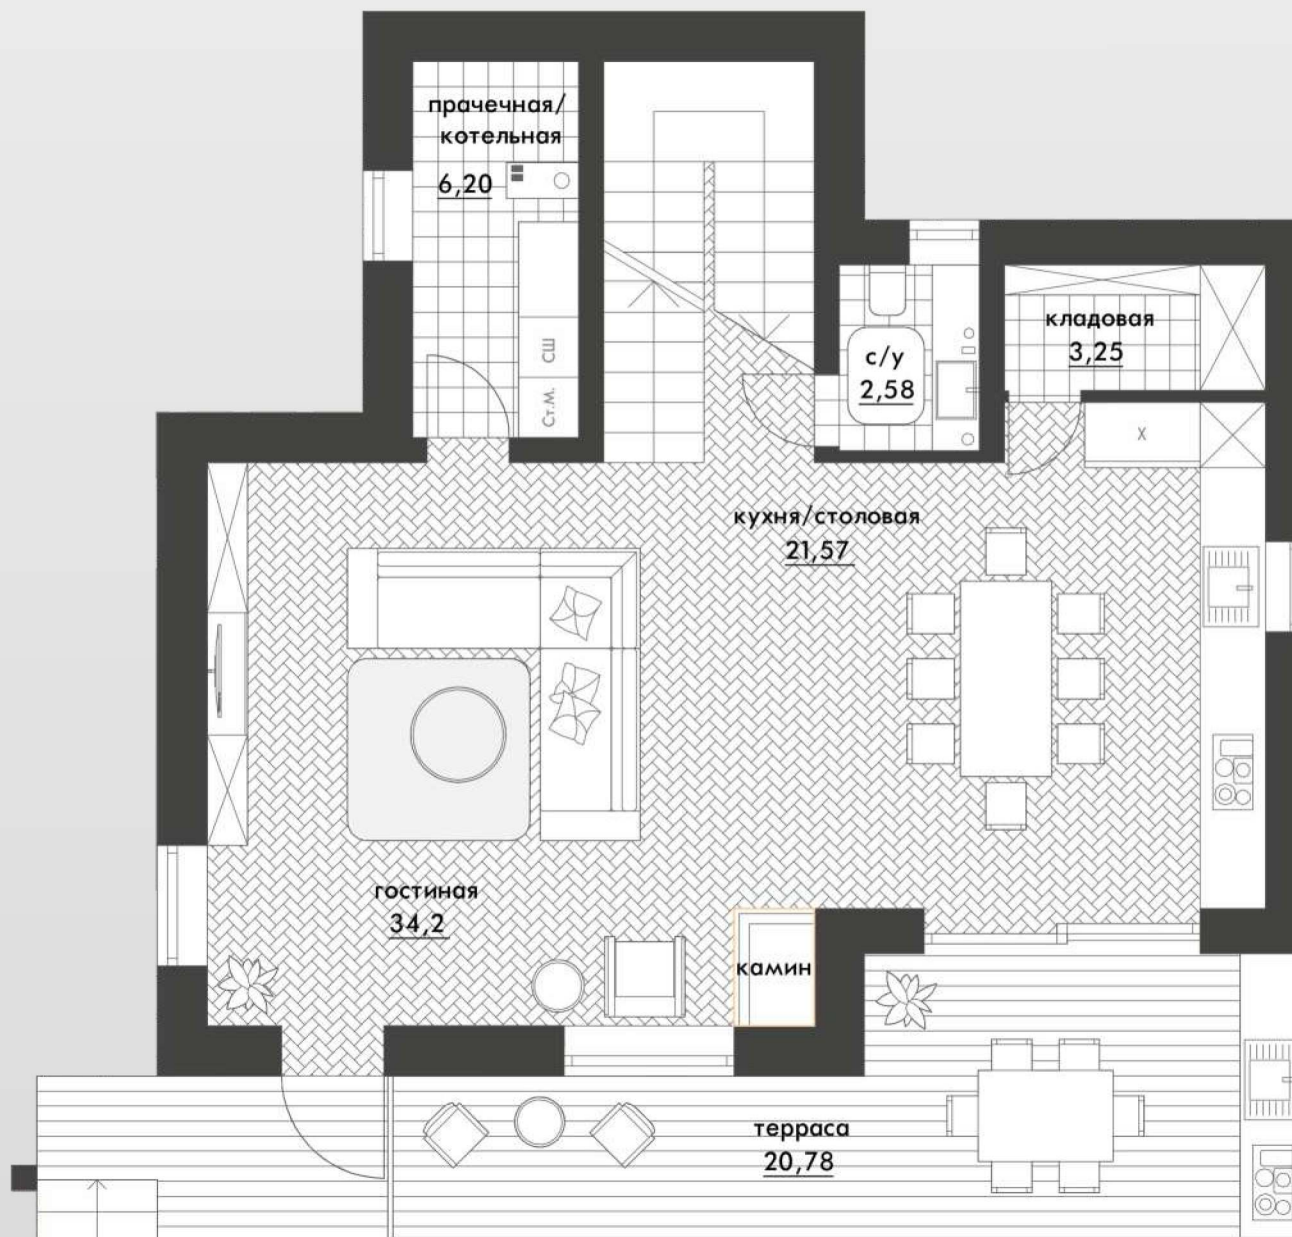 прачечная/
котельная
6,20
СШ
Ст.М.
с/у
2,58
кладовая
3,25
X
кухня/столовая
21,57
гостиная
34,2
камин
терраса
20,78